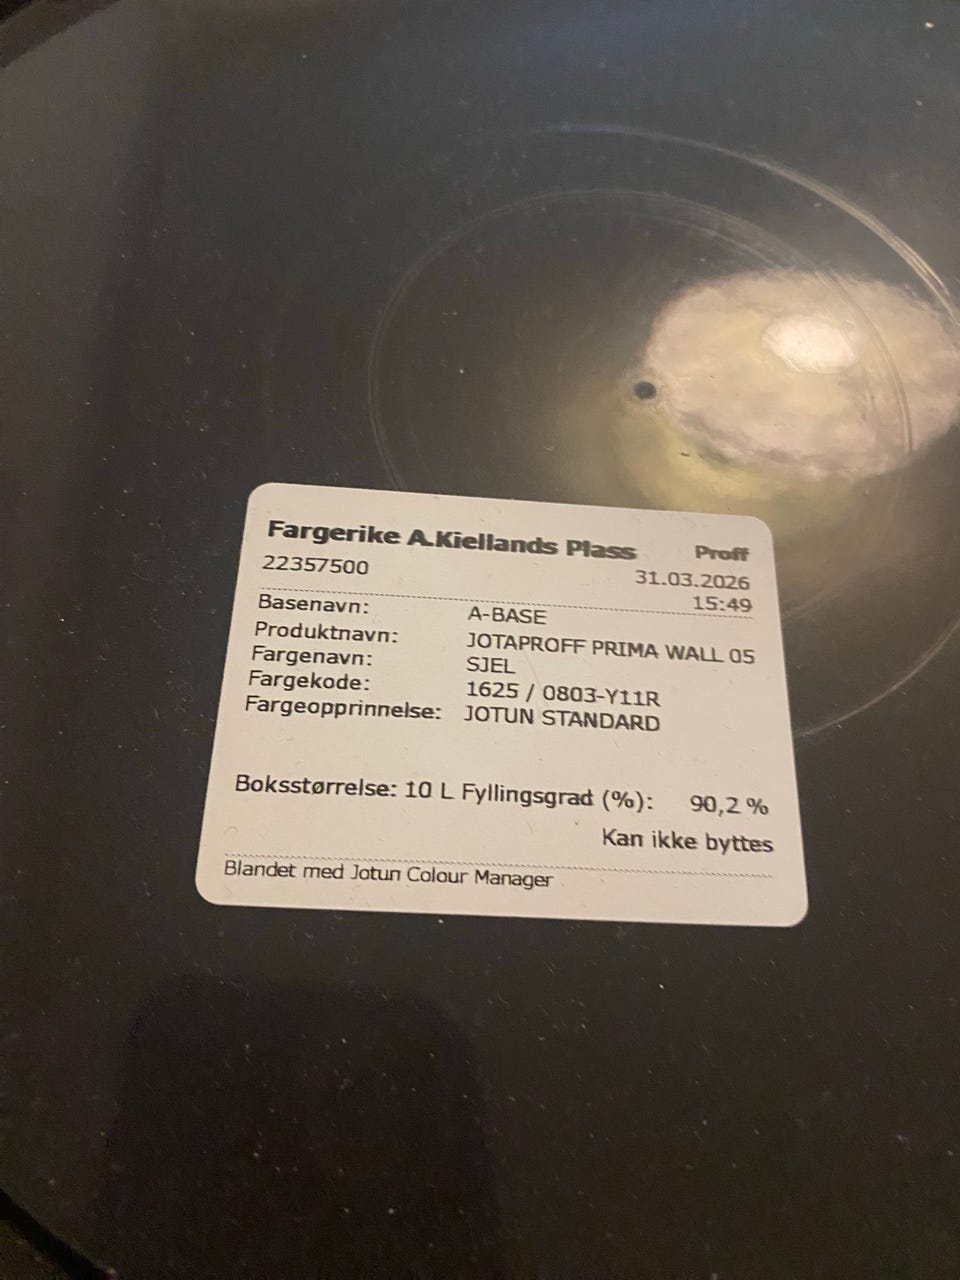 Fargerike A.Kiellands Plass Proff
22357500 31.03.2026
15:49
Basenavn: A-BASE
Produktnavn: JOTAPROFF PRIMA WALL 05
Fargenavn: SJEL
Fargekode: 1625 / 0803-Y11R
Fargeopprinnelse: JOTUN STANDARD
Boksstørrelse: 10 L Fyllingsgrad (%): 90,2 %
Kan ikke byttes
Blandet med Jotun Colour Manager